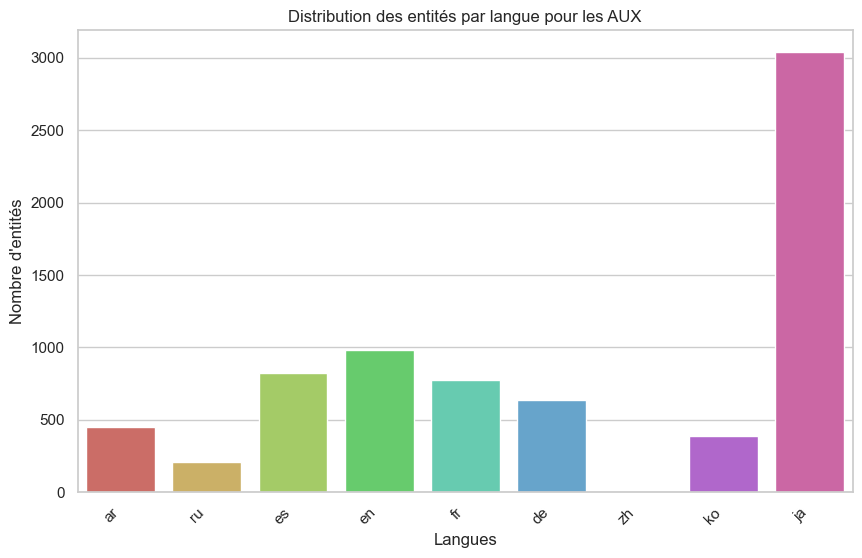 Distribution des entités par langue pour les AUX
Nombre d'entités
3000
2500
2000
1500
1000
500
0
ar
ru
es
en
fr
de
zh
ko
ja
Langues